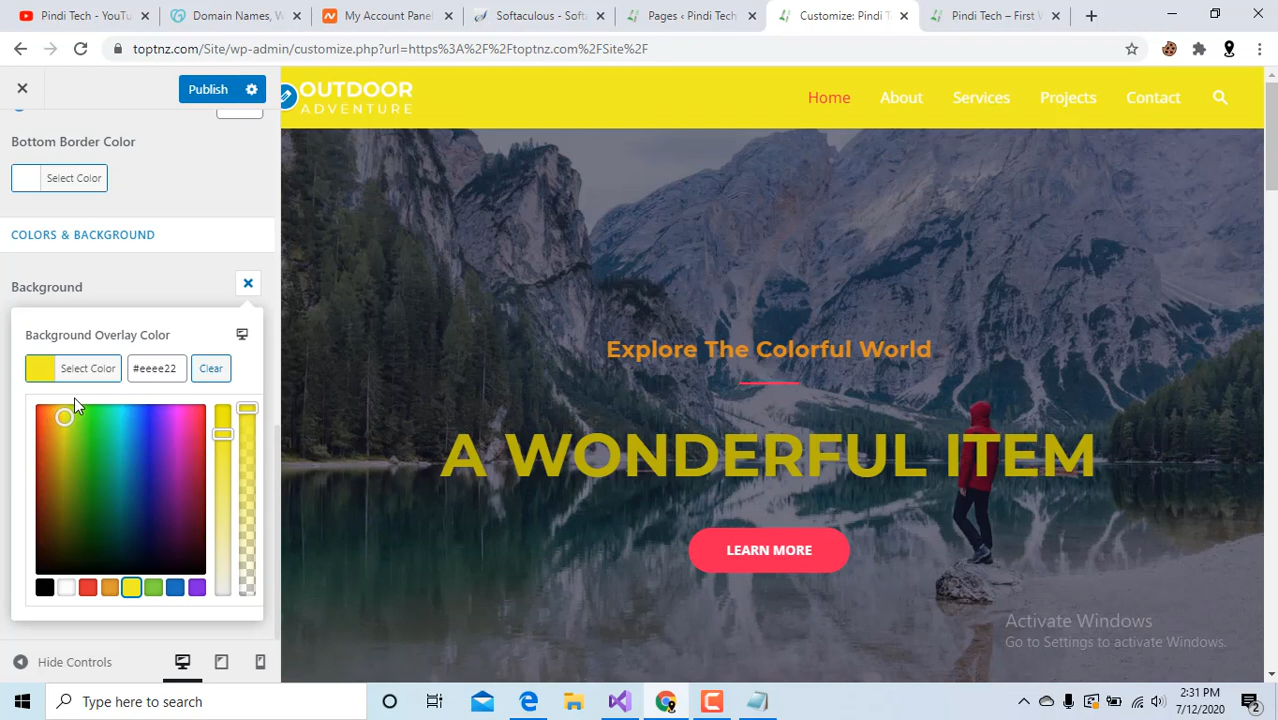 Pindi Tech - YouTu
Domain Names, W
My Account Panel
Softaculous - Softa
Pages ‹ Pindi Tech
Customize: Pindi T
Pindi Tech – First W
toptnz.com/Site/wp-admin/customize.php?url=https%3A%2F%2Ftoptnz.com%2FSite%2F
Publish
OUTDOOR
ADVENTURE
Home
About
Services
Projects
Contact
Bottom Border Color
Select Color
COLORS & BACKGROUND
Background
Background Overlay Color
Select Color
#eeee22
Clear
Explore The Colorful World
A WONDERFUL ITEM
LEARN MORE
Activate Windows
Go to Settings to activate Windows.
Hide Controls
Type here to search
2:31 PM
7/12/2020
2